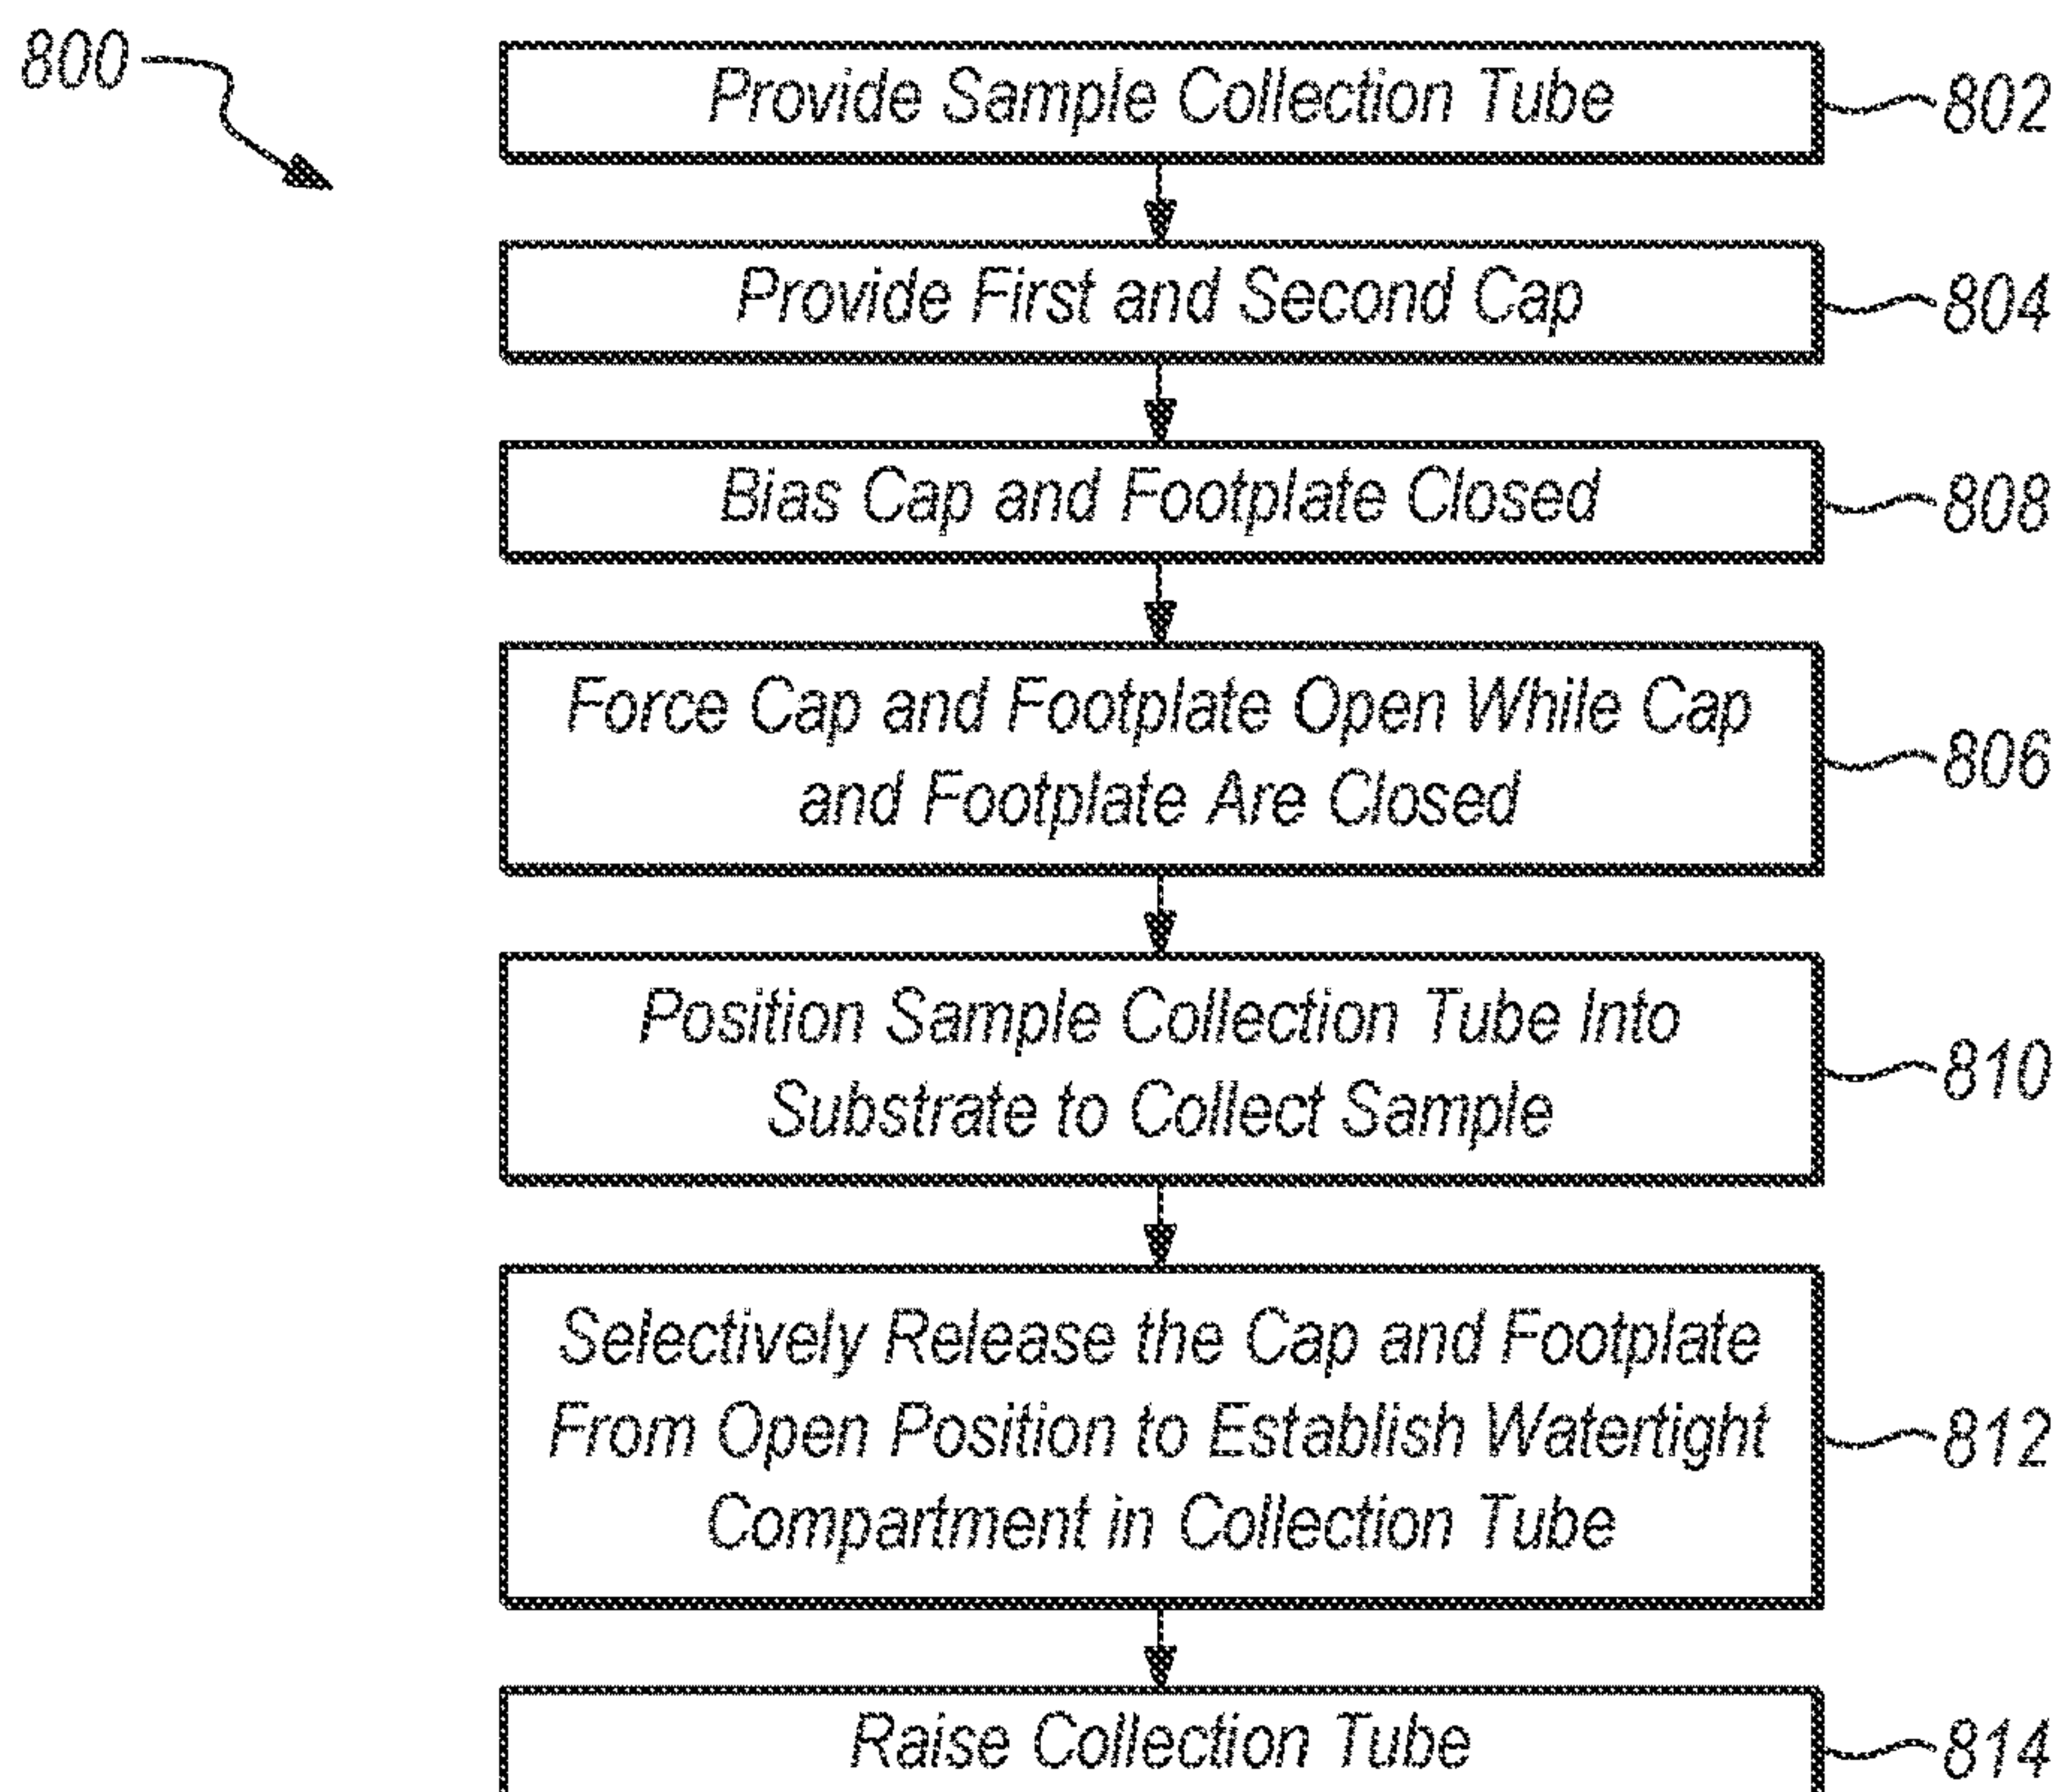 800
Provide Sample Collection Tube
802
Provide First and Second Cap
804
Bias Cap and Footplate Closed
808
Force Cap and Footplate Open While Cap
and Footplate Are Closed
806
Position Sample Collection Tube Into
Substrate to Collect Sample
810
Selectively Release the Cap and Footplate
From Open Position to Establish Watertight
Compartment in Collection Tube
812
Raise Collection Tube
814